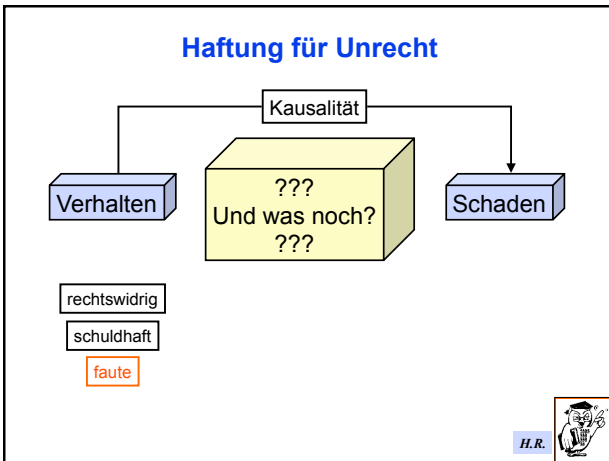 Haftung für Unrecht
Kausalität
Verhalten
???
Und was noch?
???
Schaden
rechtswidrig
schuldhaft
faute
H.R.